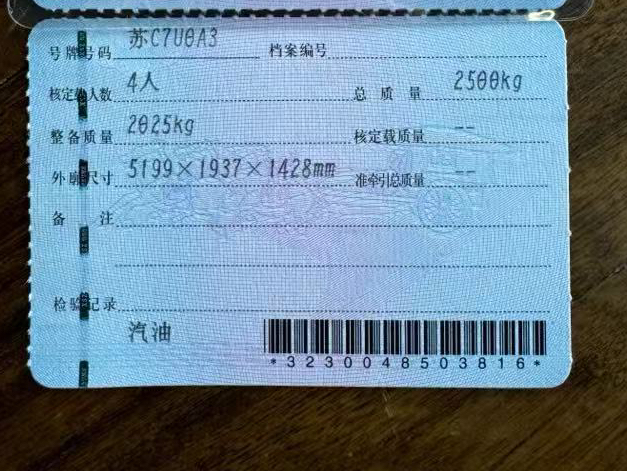 号牌号码 苏C7U0A3 档案编号
核定载人数 4人 总质量 2500kg
整备质量 2025kg 核定载质量 --
外廓尺寸 5199×1937×1428mm 准牵引总质量 --
备注
检验记录
汽油
*3230048503816*